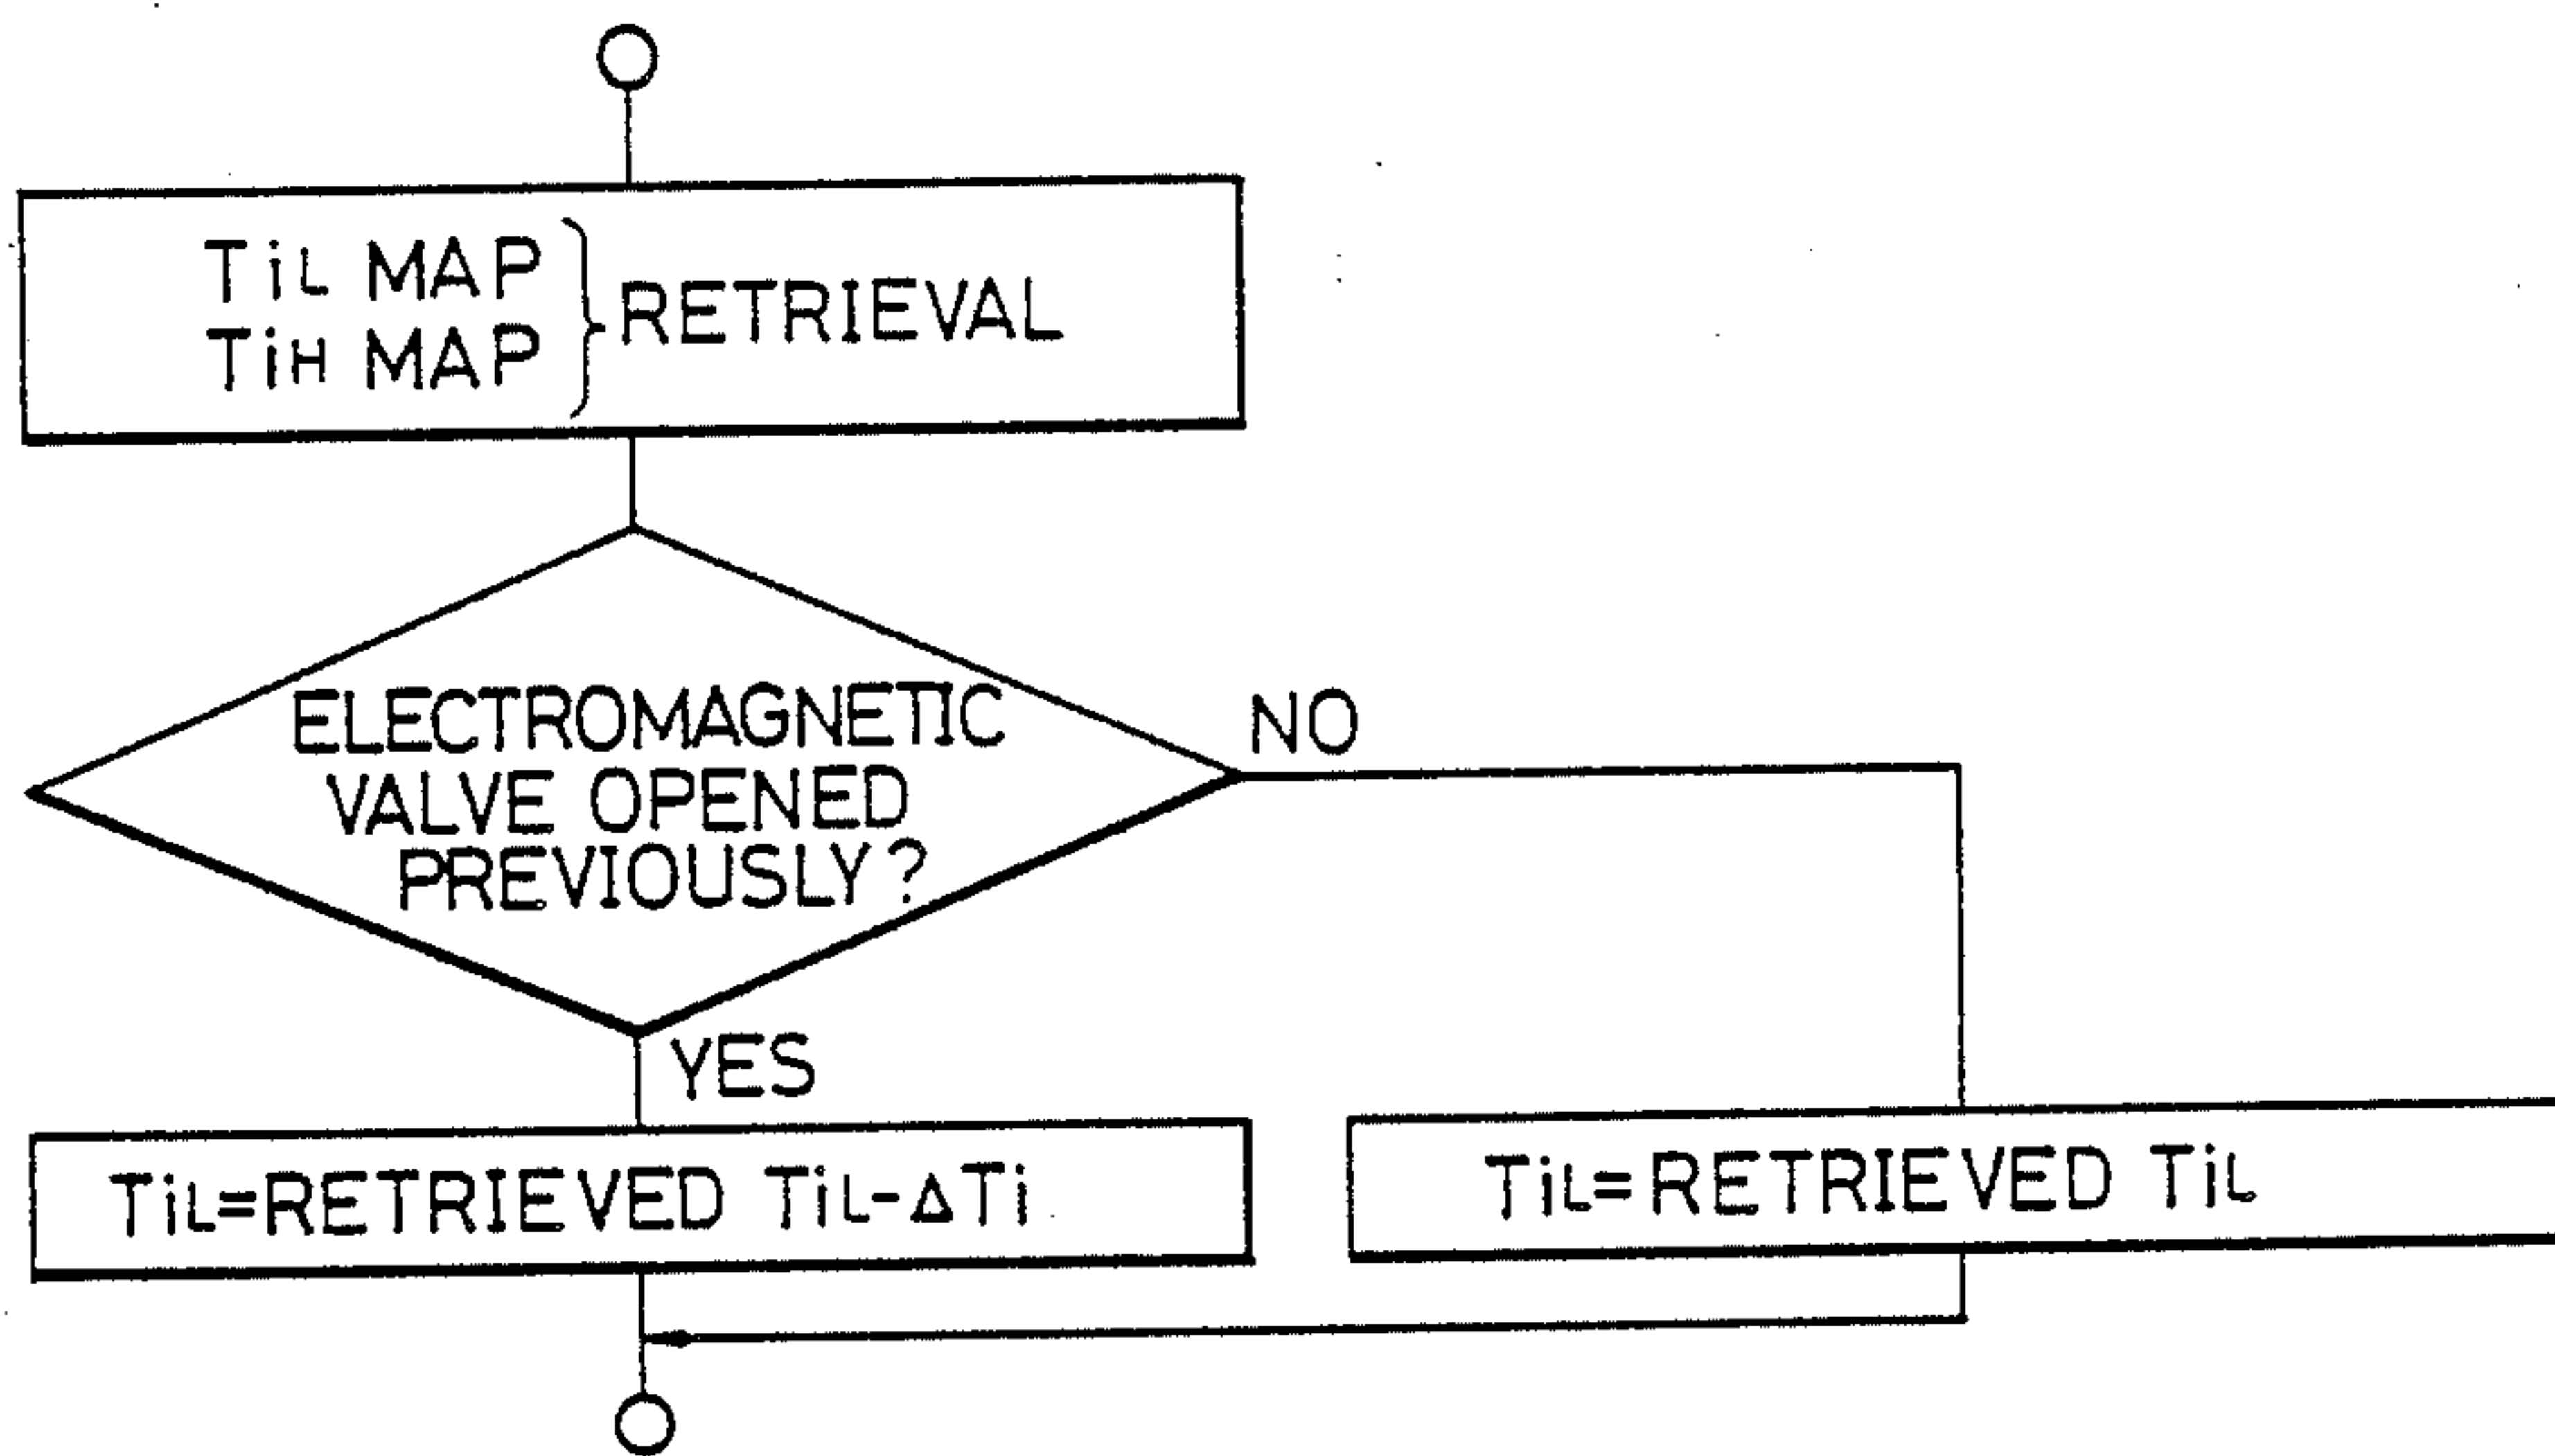 TiL MAP
TiH MAP
RETRIEVAL
ELECTROMAGNETIC
VALVE OPENED
PREVIOUSLY?
NO
YES
TiL=RETRIEVED TiL-ΔTi
TiL=RETRIEVED TiL